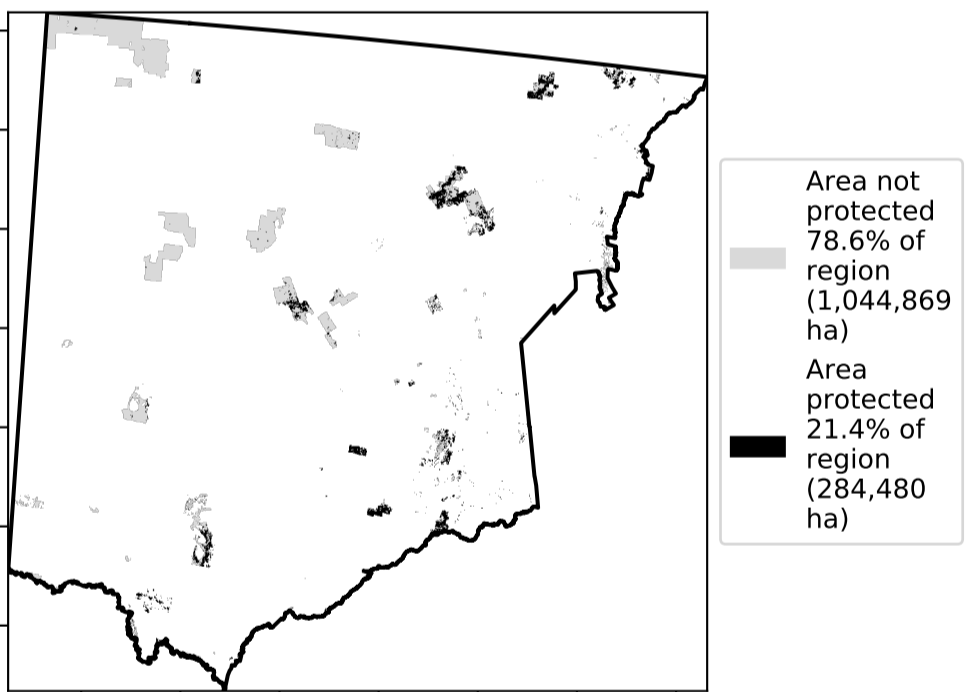 Area not
protected
78.6% of
region
(1,044,869
ha)
Area
protected
21.4% of
region
(284,480
ha)